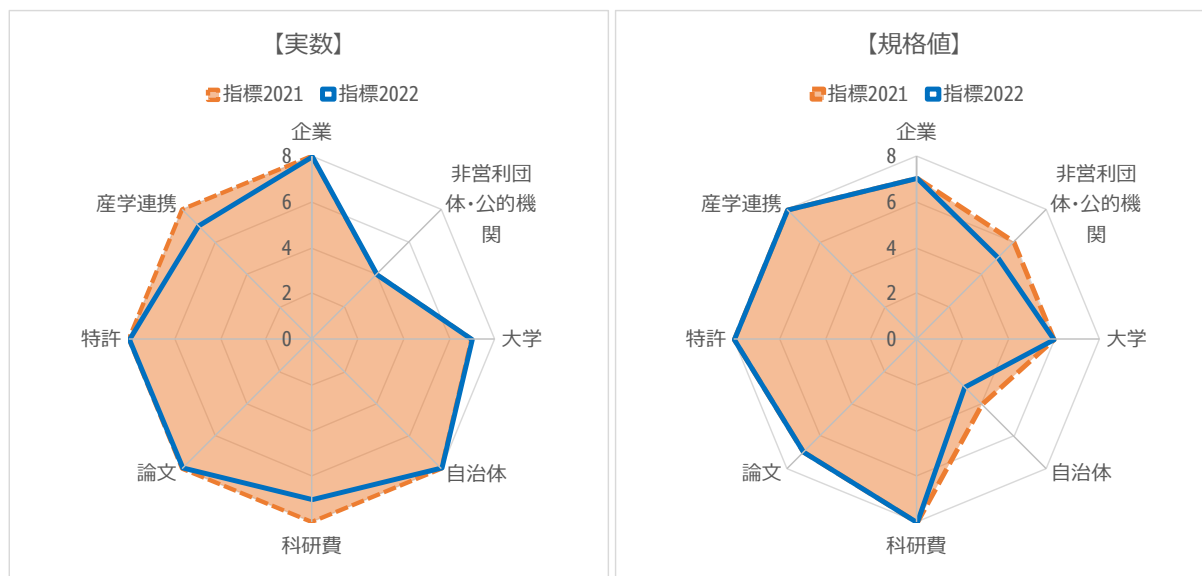 【実数】
指標2021 指標2022
企業
非営利団
体・公的機
関
大学
自治体
科研費
論文
特許
産学連携
8
6
4
2
0
【規格値】
指標2021 指標2022
企業
非営利団
体・公的機
関
大学
自治体
科研費
論文
特許
産学連携
8
6
4
2
0